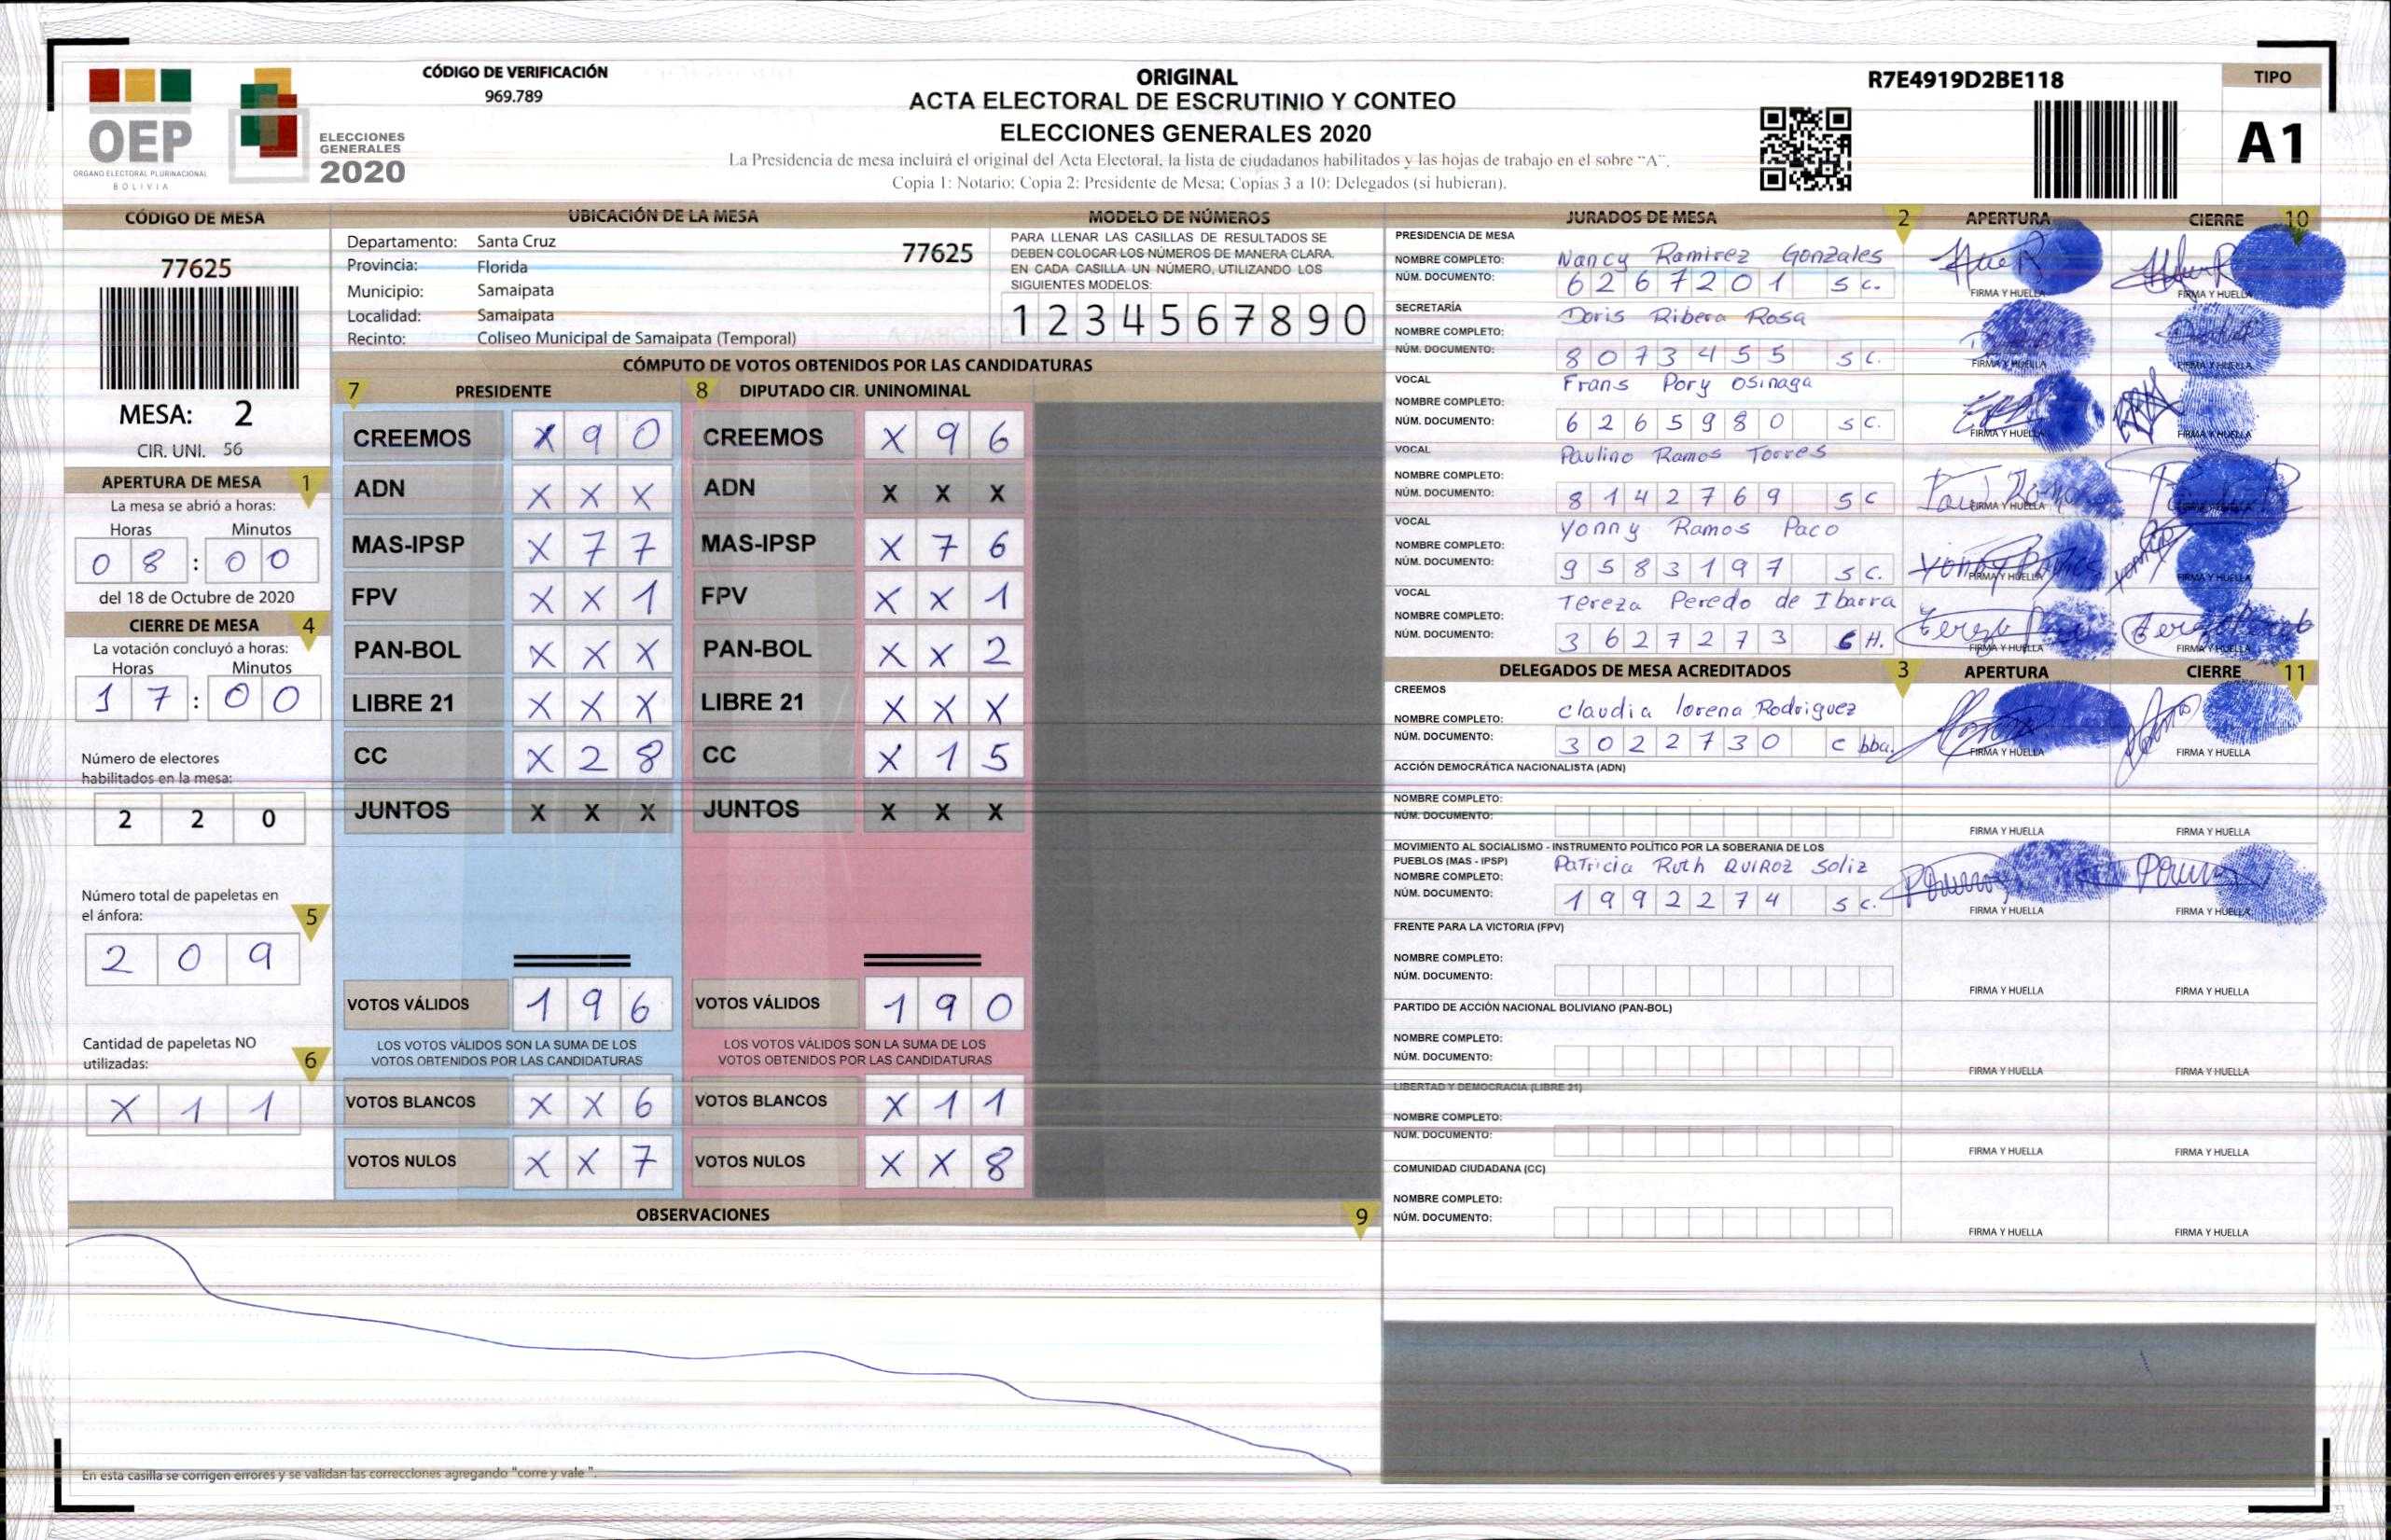 CÓDIGO DE VERIFICACIÓN
969.789
OEP
ÓRGANO ELECTORAL PLURINACIONAL
BOLIVIA
ELECCIONES
GENERALES
2020
ORIGINAL
ACTA ELECTORAL DE ESCRUTINIO Y CONTEO
ELECCIONES GENERALES 2020
La Presidencia de mesa incluirá el original del Acta Electoral, la lista de ciudadanos habilitados y las hojas de trabajo en el sobre "A".
Copia 1: Notario; Copia 2: Presidente de Mesa; Copias 3 a 10: Delegados (si hubieran).
R7E4919D2BE118
TIPO
A1
CÓDIGO DE MESA
77625
MESA: 2
CIR. UNI. 56
APERTURA DE MESA 1
La mesa se abrió a horas:
Horas Minutos
0 8 : 0 0
del 18 de Octubre de 2020
CIERRE DE MESA 4
La votación concluyó a horas:
Horas Minutos
1 7 : 0 0
Número de electores
habilitados en la mesa:
2 2 0
Número total de papeletas en
el ánfora: 5
2 0 9
Cantidad de papeletas NO
utilizadas: 6
X 1 1
UBICACIÓN DE LA MESA
Departamento: Santa Cruz 77625
Provincia: Florida
Municipio: Samaipata
Localidad: Samaipata
Recinto: Coliseo Municipal de Samaipata (Temporal)
MODELO DE NÚMEROS
PARA LLENAR LAS CASILLAS DE RESULTADOS SE
DEBEN COLOCAR LOS NÚMEROS DE MANERA CLARA.
EN CADA CASILLA UN NÚMERO, UTILIZANDO LOS
SIGUIENTES MODELOS:
1 2 3 4 5 6 7 8 9 0
CÓMPUTO DE VOTOS OBTENIDOS POR LAS CANDIDATURAS
7 PRESIDENTE 8 DIPUTADO CIR. UNINOMINAL
CREEMOS X 9 0 CREEMOS X 9 6
ADN X X X ADN X X X
MAS-IPSP X 7 7 MAS-IPSP X 7 6
FPV X X 1 FPV X X 1
PAN-BOL X X X PAN-BOL X X 2
LIBRE 21 X X X LIBRE 21 X X X
CC X 2 8 CC X 1 5
JUNTOS X X X JUNTOS X X X
VOTOS VÁLIDOS 1 9 6 VOTOS VÁLIDOS 1 9 0
LOS VOTOS VÁLIDOS SON LA SUMA DE LOS LOS VOTOS VÁLIDOS SON LA SUMA DE LOS
VOTOS OBTENIDOS POR LAS CANDIDATURAS VOTOS OBTENIDOS POR LAS CANDIDATURAS
VOTOS BLANCOS X X 6 VOTOS BLANCOS X 1 1
VOTOS NULOS X X 7 VOTOS NULOS X X 8
OBSERVACIONES 9
En esta casilla se corrigen errores y se validan las correcciones agregando "corre y vale ".
JURADOS DE MESA 2 APERTURA CIERRE 10
PRESIDENCIA DE MESA
NOMBRE COMPLETO: Nancy Ramirez Gonzales
NÚM. DOCUMENTO: 6 2 6 7 2 0 1 S C.
FIRMA Y HUELLA FIRMA Y HUELLA
SECRETARÍA
NOMBRE COMPLETO: Doris Ribera Rosa
NÚM. DOCUMENTO: 8 0 7 3 4 5 5 S C.
FIRMA Y HUELLA FIRMA Y HUELLA
VOCAL
NOMBRE COMPLETO: Frans Pory Osinaga
NÚM. DOCUMENTO: 6 2 6 5 9 8 0 S C.
FIRMA Y HUELLA FIRMA Y HUELLA
VOCAL
NOMBRE COMPLETO: Paulino Ramos Torres
NÚM. DOCUMENTO: 8 1 4 2 7 6 9 S C
FIRMA Y HUELLA FIRMA Y HUELLA
VOCAL
NOMBRE COMPLETO: Yonny Ramos Paco
NÚM. DOCUMENTO: 9 5 8 3 1 9 7 S C.
FIRMA Y HUELLA FIRMA Y HUELLA
VOCAL
NOMBRE COMPLETO: Tereza Peredo de Ibarra
NÚM. DOCUMENTO: 3 6 2 7 2 7 3 C H.
FIRMA Y HUELLA FIRMA Y HUELLA
DELEGADOS DE MESA ACREDITADOS 3 APERTURA CIERRE 11
CREEMOS
NOMBRE COMPLETO: Claudia lorena Rodriguez
NÚM. DOCUMENTO: 3 0 2 2 7 3 0 C bba.
FIRMA Y HUELLA FIRMA Y HUELLA
ACCIÓN DEMOCRÁTICA NACIONALISTA (ADN)
NOMBRE COMPLETO:
NÚM. DOCUMENTO:
FIRMA Y HUELLA FIRMA Y HUELLA
MOVIMIENTO AL SOCIALISMO - INSTRUMENTO POLÍTICO POR LA SOBERANIA DE LOS
PUEBLOS (MAS - IPSP)
NOMBRE COMPLETO: Patricia Ruth QUIROZ Soliz
NÚM. DOCUMENTO: 1 9 9 2 2 7 4 S C.
FIRMA Y HUELLA FIRMA Y HUELLA
FRENTE PARA LA VICTORIA (FPV)
NOMBRE COMPLETO:
NÚM. DOCUMENTO:
FIRMA Y HUELLA FIRMA Y HUELLA
PARTIDO DE ACCIÓN NACIONAL BOLIVIANO (PAN-BOL)
NOMBRE COMPLETO:
NÚM. DOCUMENTO:
FIRMA Y HUELLA FIRMA Y HUELLA
LIBERTAD Y DEMOCRACIA (LIBRE 21)
NOMBRE COMPLETO:
NÚM. DOCUMENTO:
FIRMA Y HUELLA FIRMA Y HUELLA
COMUNIDAD CIUDADANA (CC)
NOMBRE COMPLETO:
NÚM. DOCUMENTO:
FIRMA Y HUELLA FIRMA Y HUELLA